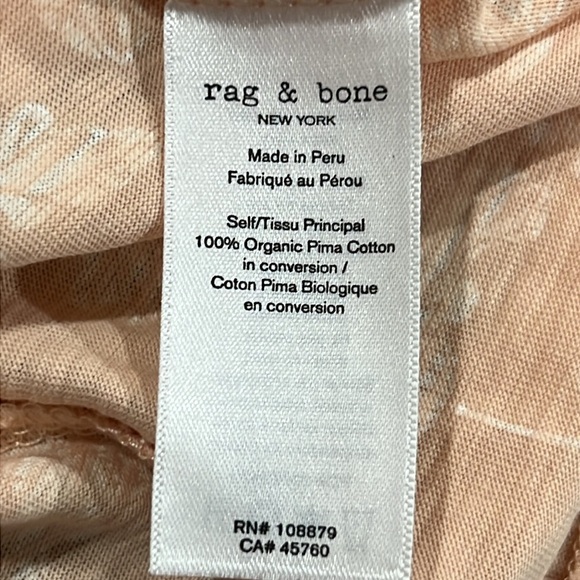 rag & bone
NEW YORK
Made in Peru
Fabriqué au Pérou
Self/Tissu Principal
100% Organic Pima Cotton
in conversion /
Coton Pima Biologique
en conversion
RN# 108879
CA# 45760